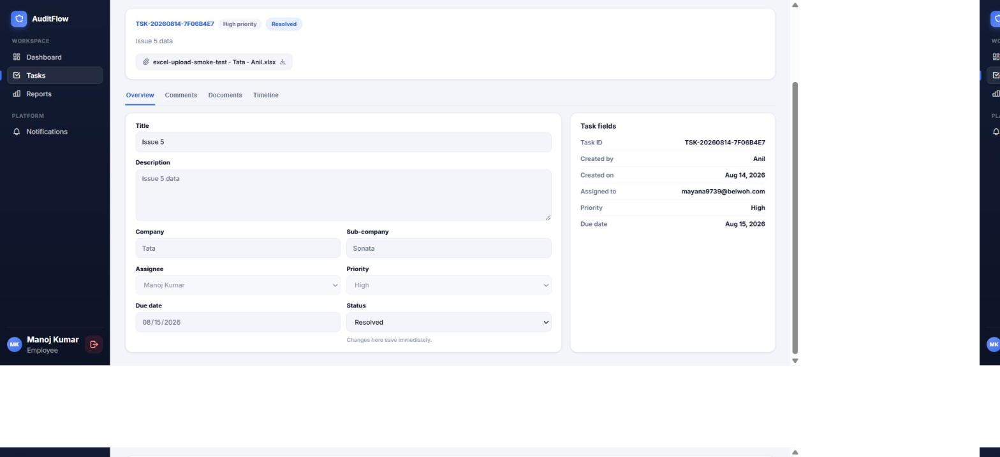 AuditFlow
WORKSPACE
Dashboard
Tasks
Reports
PLATFORM
Notifications
MK
Manoj Kumar
Employee
TSK-20260814-7F06B4E7 High priority Resolved
Issue 5 data
excel-upload-smoke-test - Tata - Anil.xlsx
Overview Comments Documents Timeline
Title
Issue 5
Description
Issue 5 data
Company Sub-company
Tata Sonata
Assignee Priority
Manoj Kumar High
Due date Status
08/15/2026 Resolved
Changes here save immediately.
Task fields
Task ID TSK-20260814-7F06B4E7
Created by Anil
Created on Aug 14, 2026
Assigned to mayana9739@beiwoh.com
Priority High
Due date Aug 15, 2026
WO
PL
MK